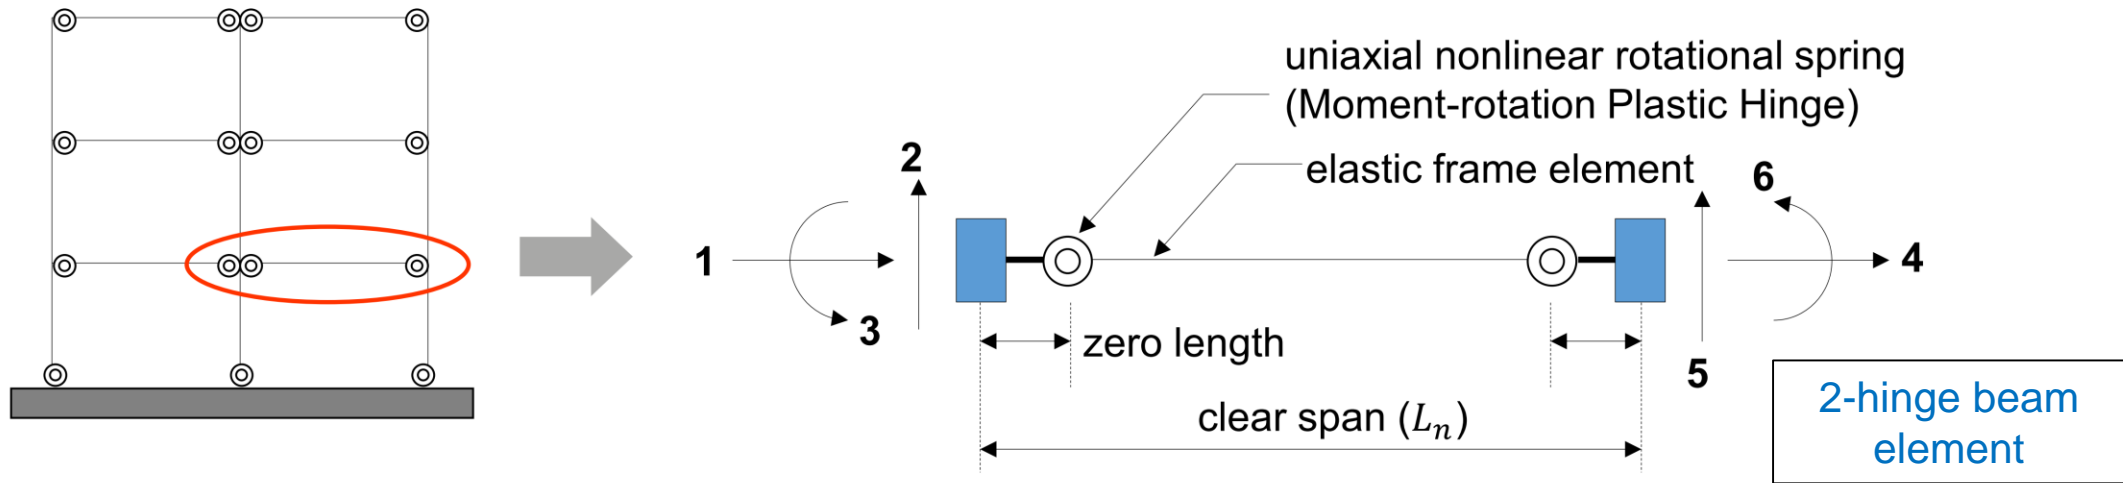 uniaxial nonlinear rotational spring
(Moment-rotation Plastic Hinge)
elastic frame element
2
6
1
4
3
zero length
5
clear span (Lₙ)
2-hinge beam
element